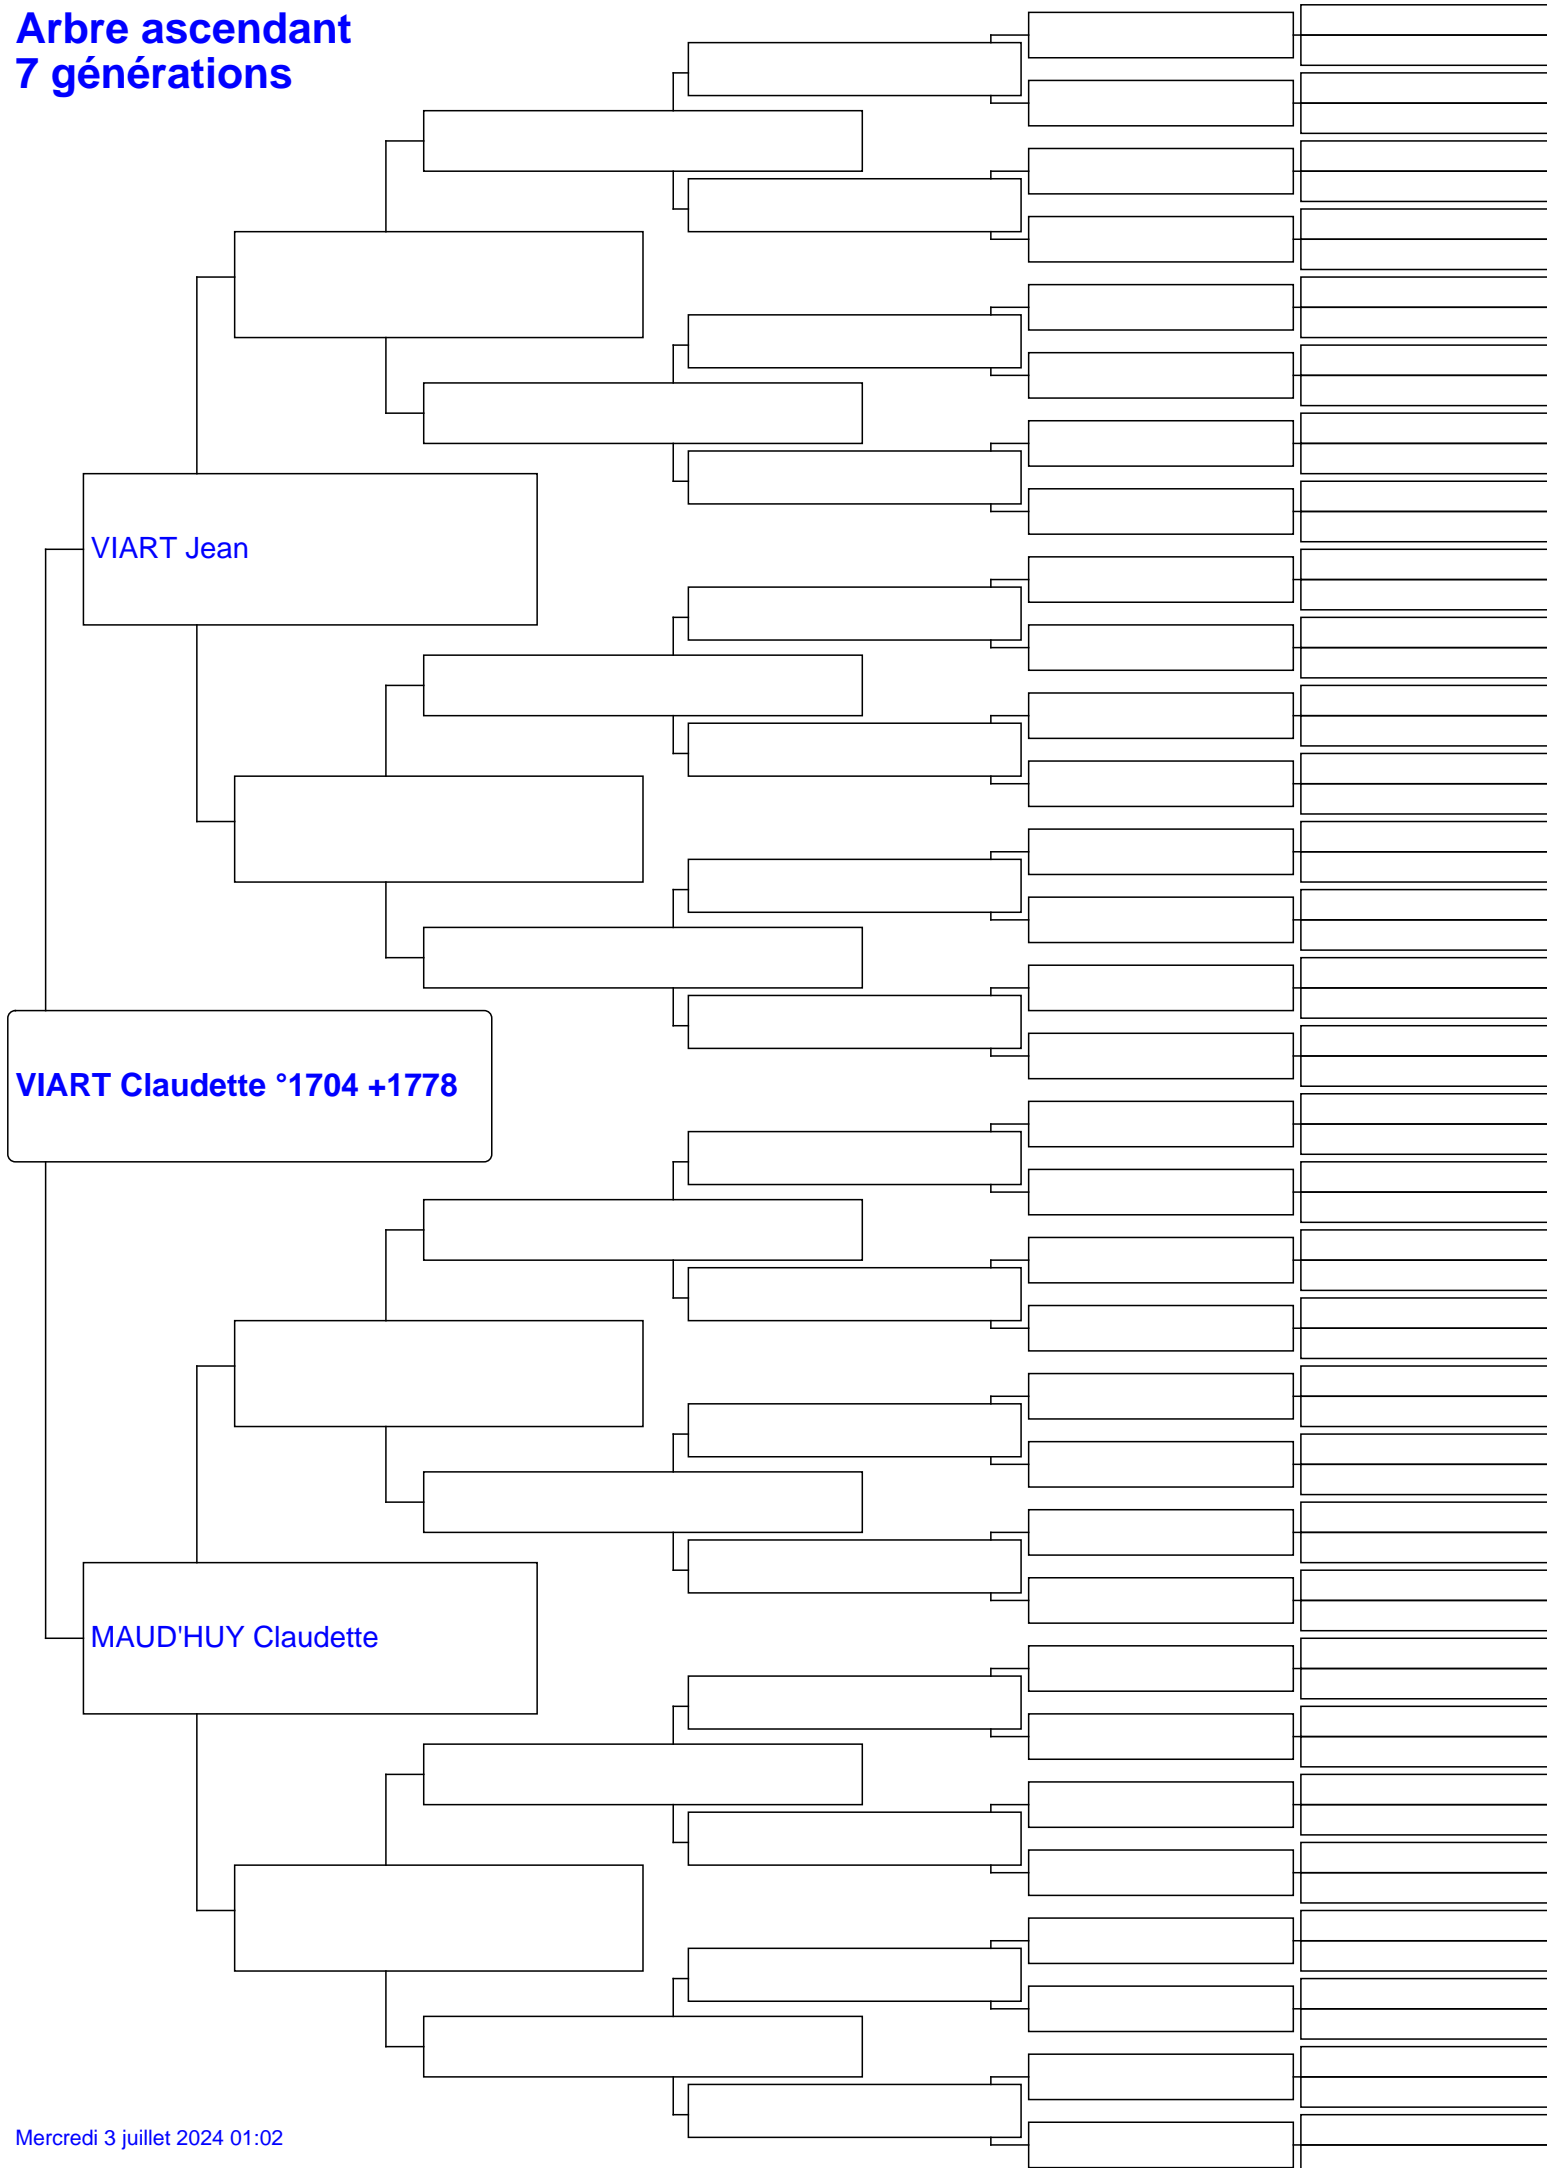 Arbre ascendant
7 générations
VIART Jean
VIART Claudette °1704 +1778
MAUD'HUY Claudette
Mercredi 3 juillet 2024 01:02